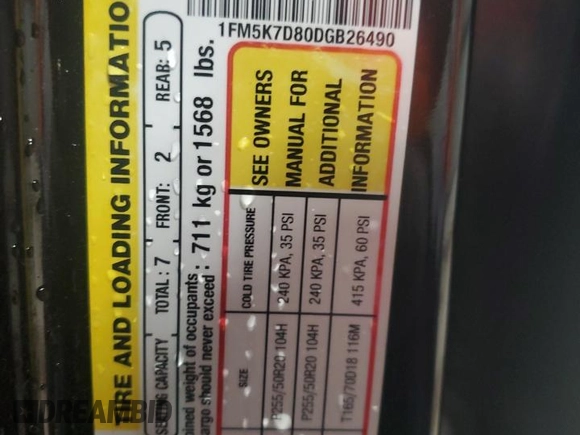 1FM5K7D80DGB26490
TIRE AND LOADING INFORMATIO
SEATING CAPACITY TOTAL: 7 FRONT: 2 REAR: 5
ined weight of occupants
argo should never exceed : 711 kg or 1568 lbs.
SIZE COLD TIRE PRESSURE
P255/50R20 104H 240 KPA, 35 PSI
P255/50R20 104H 240 KPA, 35 PSI
T165/70D18 116M 415 KPA, 60 PSI
SEE OWNERS
MANUAL FOR
ADDITIONAL
INFORMATION
DREAMBID